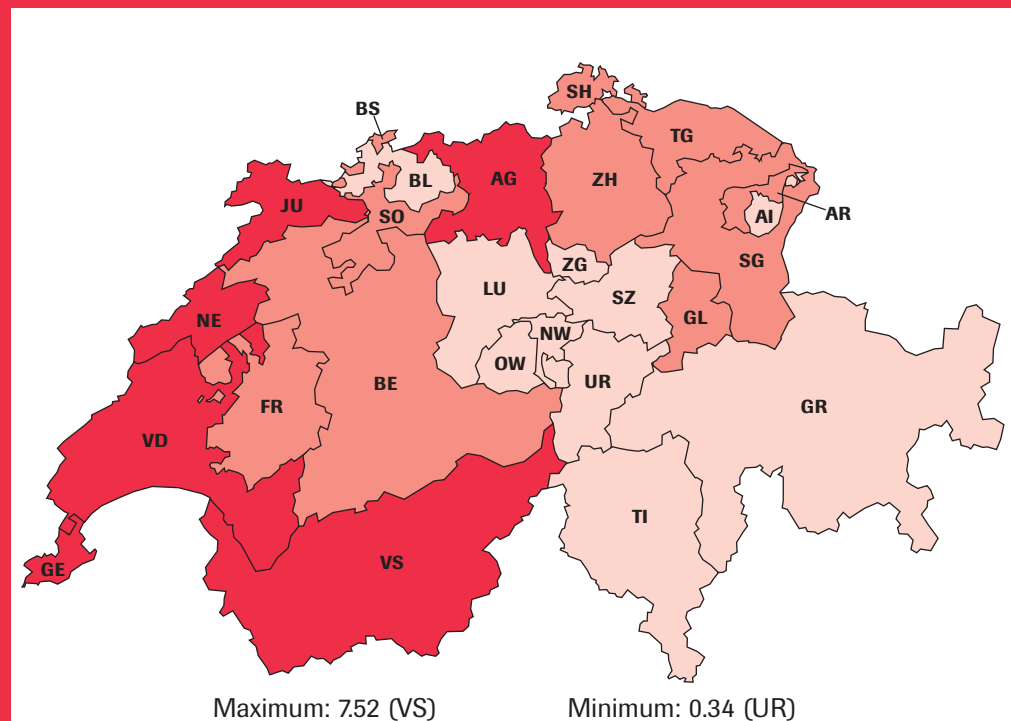 SH
BS
TG
BL
AG
ZH
JU
SO
AI
AR
ZG
SG
LU
SZ
NE
GL
NW
OW
BE
UR
FR
GR
VD
TI
VS
GE
Maximum: 7.52 (VS)
Minimum: 0.34 (UR)